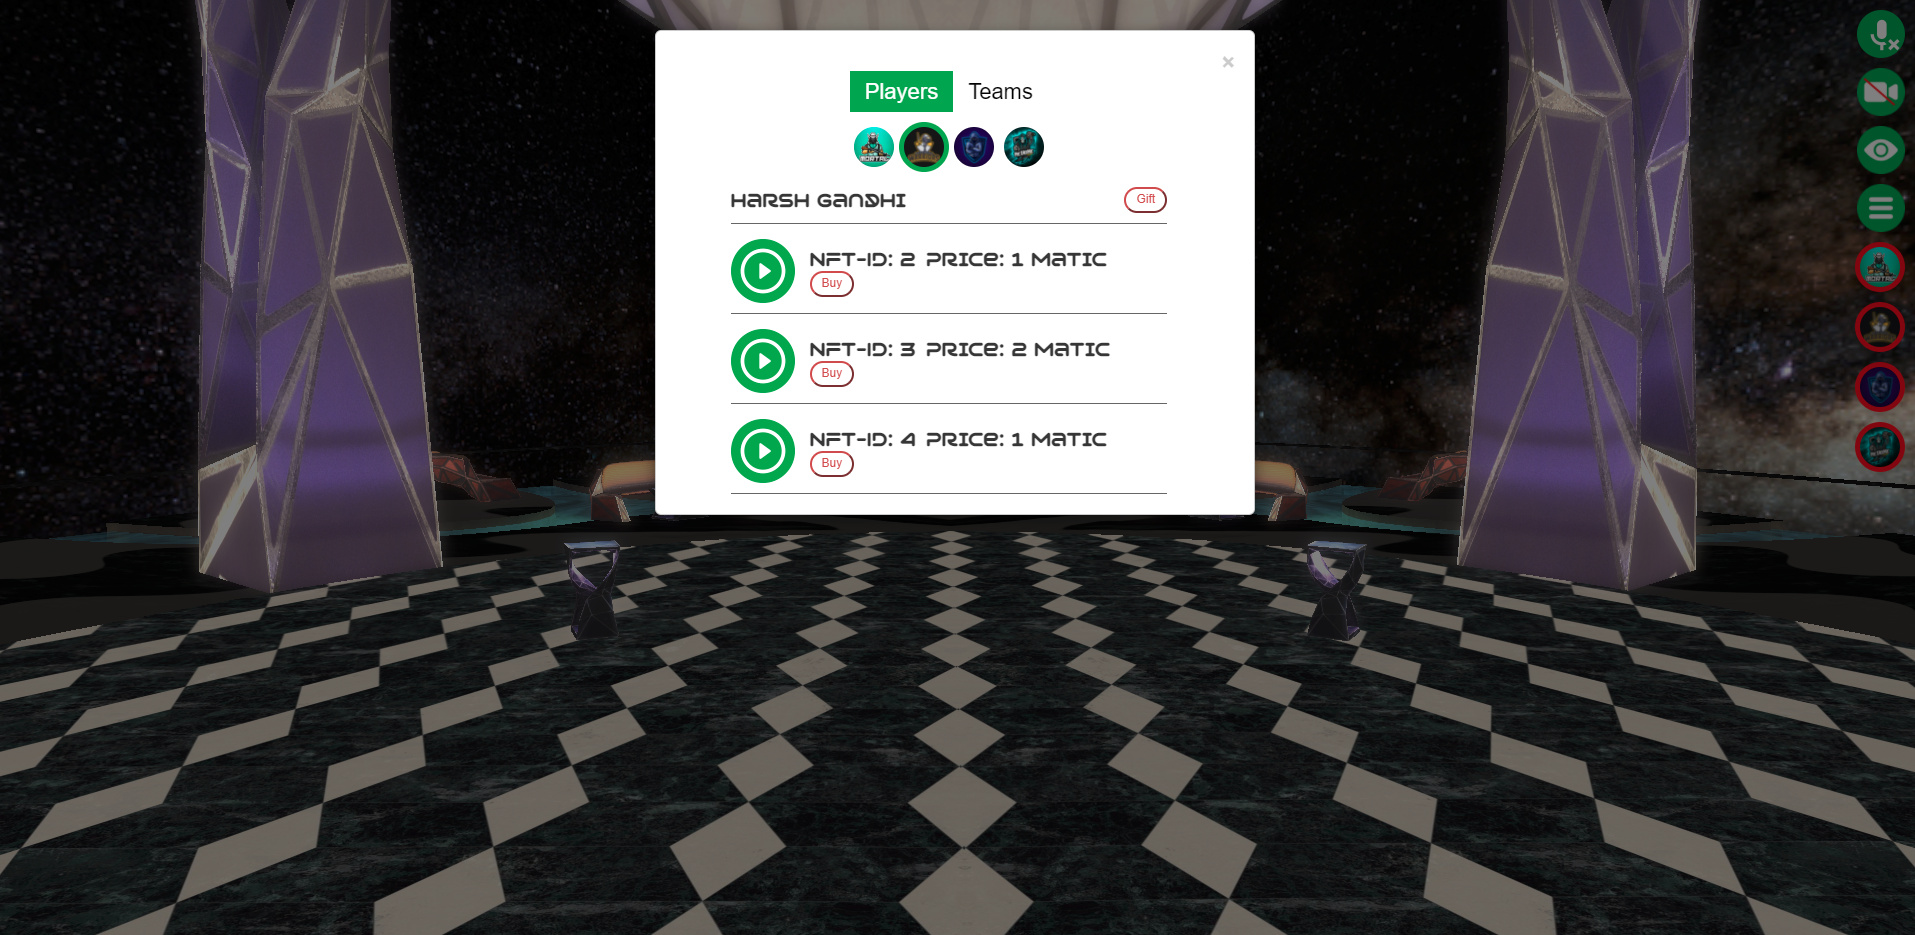 Players Teams
Harsh Gandhi Gift
NFT-ID: 2 Price: 1 Matic
Buy
NFT-ID: 3 Price: 2 Matic
Buy
NFT-ID: 4 Price: 1 Matic
Buy